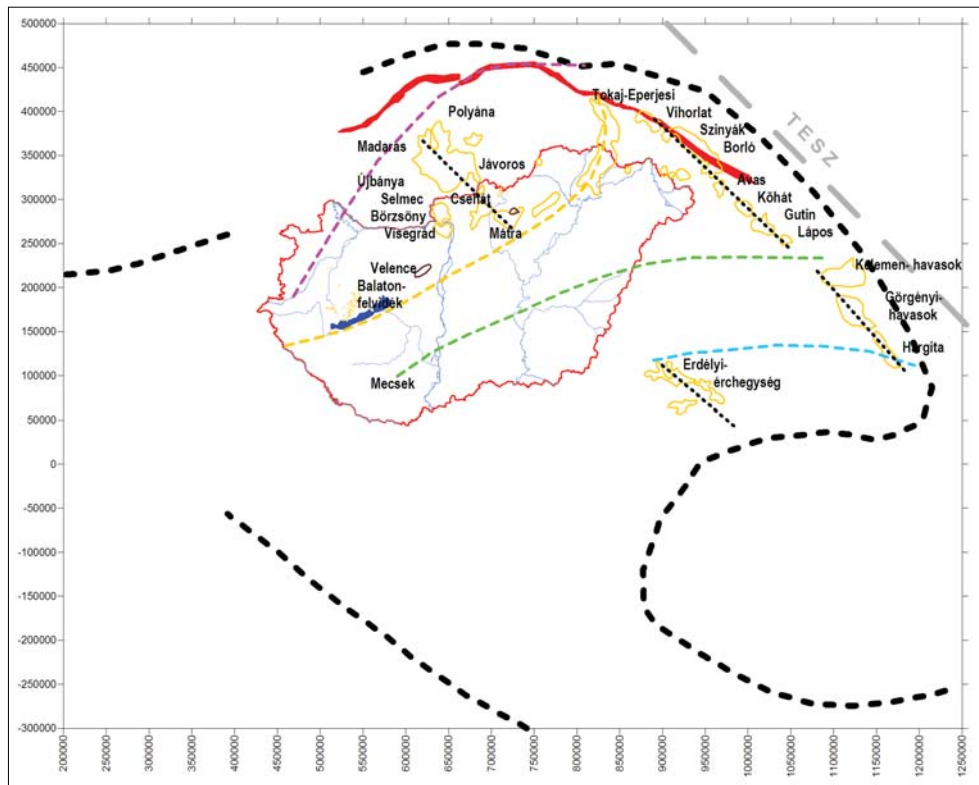 500000
450000
400000
350000
300000
250000
200000
150000
100000
50000
0
-50000
-100000
-150000
-200000
-250000
-300000
TESZ
Tokaj-Eperjesi
Vihorlat
Szinyák
Borló
Polyána
Madarás
Jávoros
Avas
Kőhát
Gutin
Lápos
Újbánya
Selmec
Cserhát
Börzsöny
Visegrád
Mátra
Velence
Balaton-
felvidék
Kelemen-havasok
Görgényi-
havasok
Hargita
Mecsek
Erdélyi-
érchegység
200000
250000
300000
350000
400000
450000
500000
550000
600000
650000
700000
750000
800000
850000
900000
950000
1000000
1050000
1100000
1150000
1200000
1250000